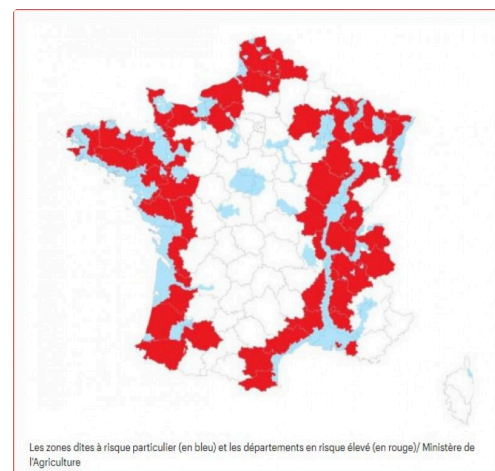 Les zones dites à risque particulier (en bleu) et les départements en risque élevé (en rouge)/ Ministère de
l'Agriculture